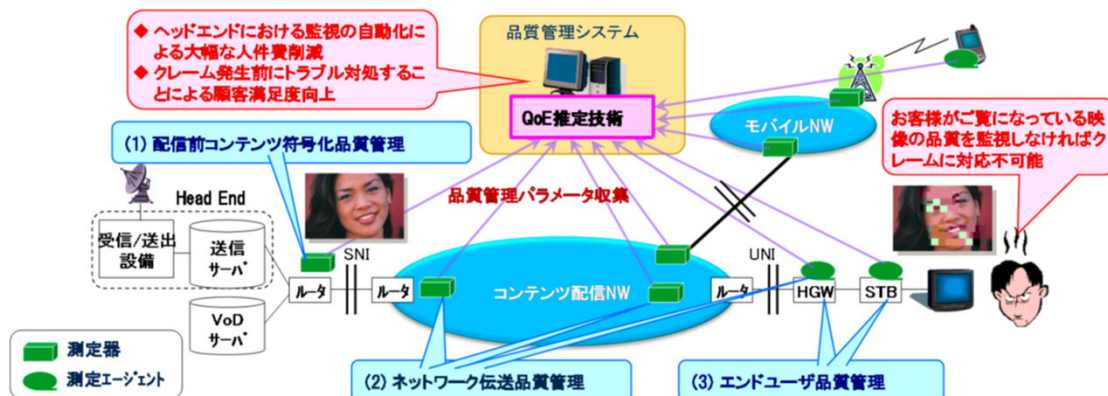 ◆ ヘッドエンドにおける監視の自動化に
よる大幅な人件費削減
◆ クレーム発生前にトラブル対処するこ
とによる顧客満足度向上
品質管理システム
QoE推定技術
モバイルNW
お客様がご覧になっている映
像の品質を監視しなければク
レームに対応不可能
(1) 配信前コンテンツ符号化品質管理
品質管理パラメータ収集
Head End
受信/送出
設備
送信
サーバ
SNI
UNI
ルータ
ルータ
コンテンツ配信NW
ルータ
HGW
STB
VoD
サーバ
測定器
測定エージェント
(2) ネットワーク伝送品質管理
(3) エンドユーザ品質管理